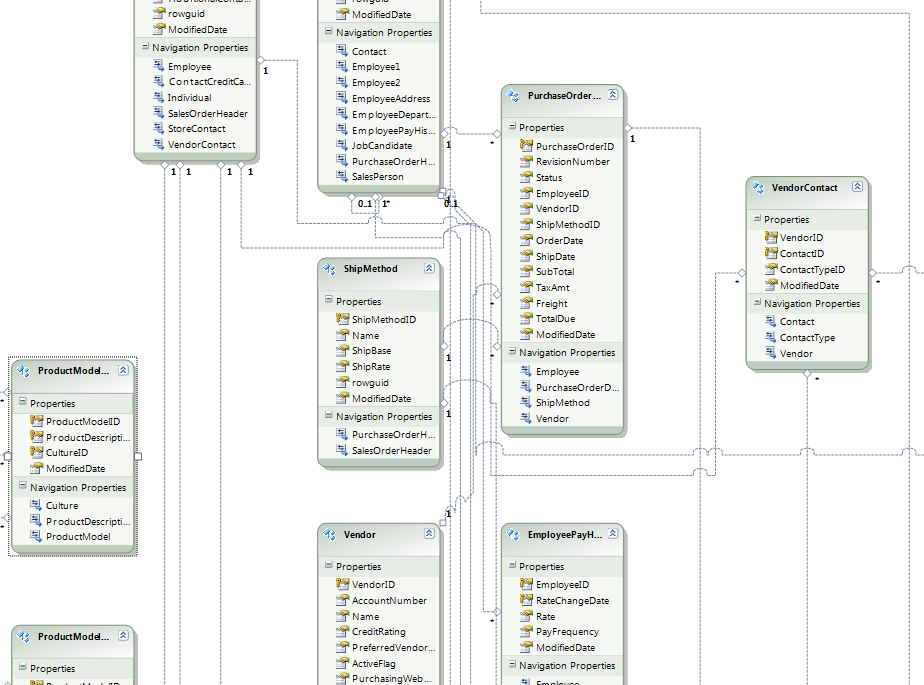 rowguid
ModifiedDate
Navigation Properties
Employee
ContactCreditCa...
Individual
SalesOrderHeader
StoreContact
VendorContact
1
1
1
1
1
ModifiedDate
Navigation Properties
Contact
Employee1
Employee2
EmployeeAddress
EmployeeDepart...
EmployeePayHis...
JobCandidate
PurchaseOrderH...
SalesPerson
1
*
0..1
1*
0..1
PurchaseOrder ...
Properties
PurchaseOrderID
RevisionNumber
Status
EmployeeID
VendorID
ShipMethodID
OrderDate
ShipDate
SubTotal
TaxAmt
Freight
TotalDue
ModifiedDate
Navigation Properties
Employee
PurchaseOrderD...
ShipMethod
Vendor
1
*
*
VendorContact
Properties
VendorID
ContactID
ContactTypeID
ModifiedDate
Navigation Properties
Contact
ContactType
Vendor
*
*
*
ShipMethod
Properties
ShipMethodID
Name
ShipBase
ShipRate
rowguid
ModifiedDate
Navigation Properties
PurchaseOrderH...
SalesOrderHeader
1
1
ProductModel...
Properties
ProductModelID
ProductDescripti...
CultureID
ModifiedDate
Navigation Properties
Culture
ProductDescripti...
ProductModel
*
*
*
Vendor
Properties
VendorID
AccountNumber
Name
CreditRating
PreferredVendor...
ActiveFlag
PurchasingWeb...
1
EmployeePayH...
Properties
EmployeeID
RateChangeDate
Rate
PayFrequency
ModifiedDate
Navigation Properties
Employee
*
ProductModel...
Properties
ProductModelID